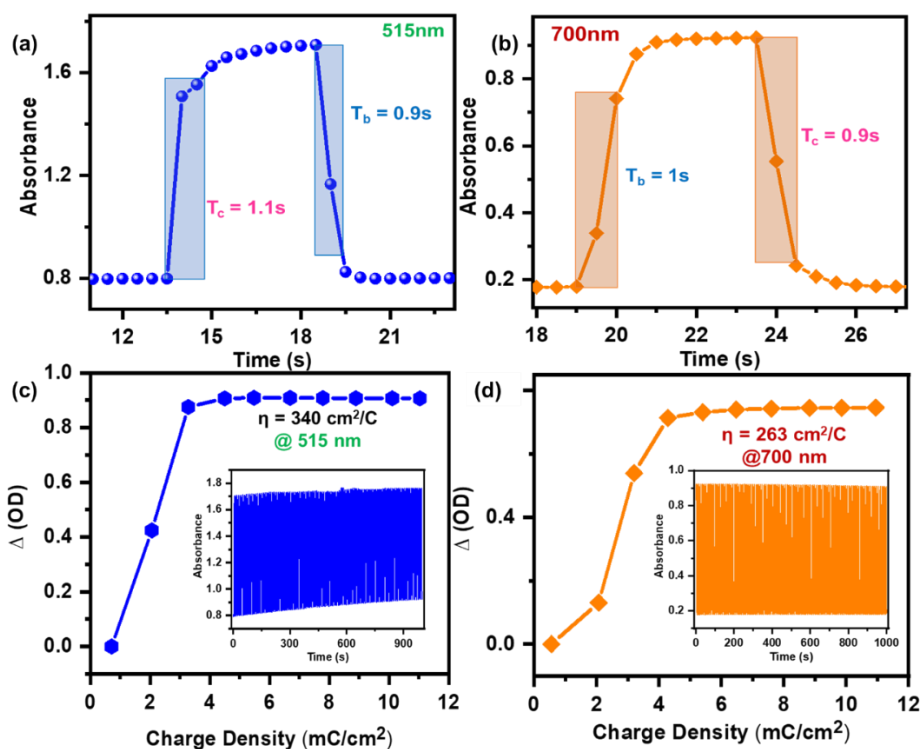 (a)
515nm
1.6
1.2
0.8
Absorbance
T_c = 1.1s
T_b = 0.9s
12
15
18
21
Time (s)
(b)
700nm
0.8
0.6
0.4
0.2
Absorbance
T_b = 1s
T_c = 0.9s
18
20
22
24
26
Time (s)
(c)
1.0
0.8
0.6
0.4
0.2
0.0
Δ (OD)
η = 340 cm²/C
@ 515 nm
1.8
1.6
1.4
1.2
1.0
0.8
Absorbance
0
300
600
900
Time (s)
0
2
4
6
8
10
12
Charge Density (mC/cm²)
(d)
0.8
0.4
0.0
Δ (OD)
η = 263 cm²/C
@700 nm
1.0
0.8
0.6
0.4
0.2
Absorbance
0
200
400
600
800
1000
Time (s)
0
2
4
6
8
10
12
Charge Density (mC/cm²)